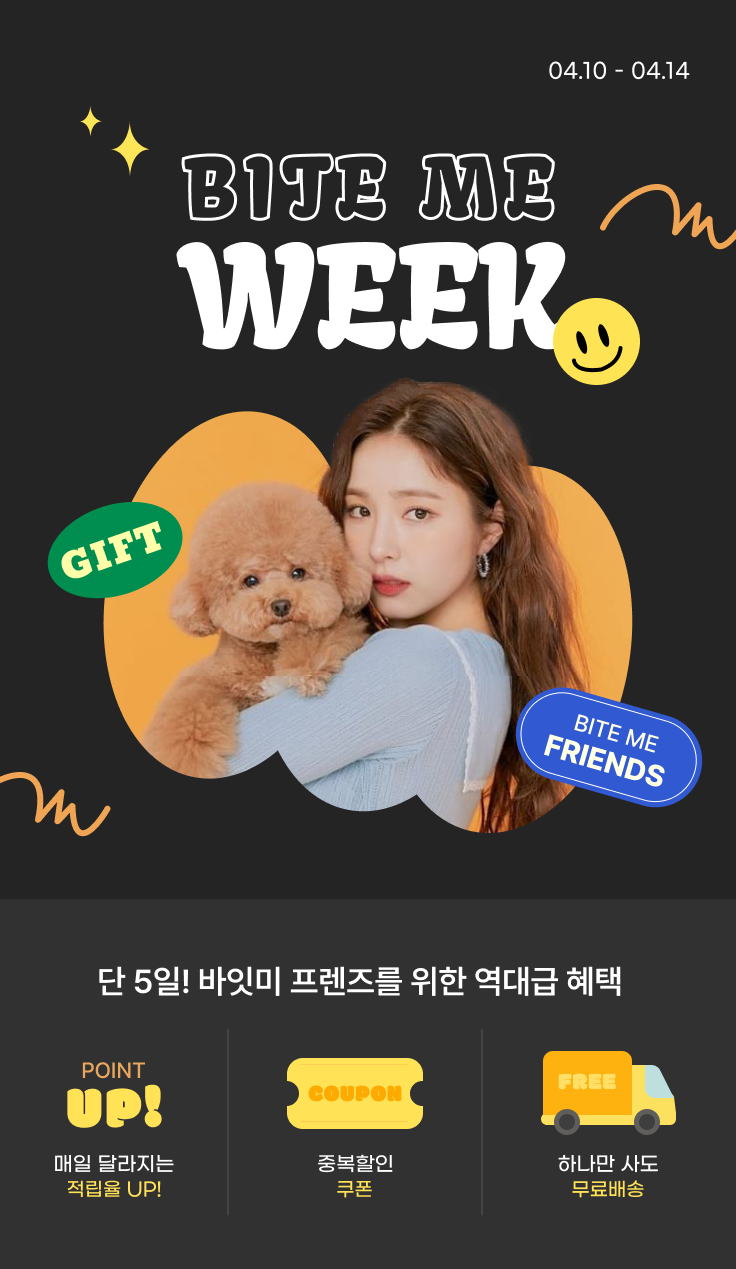 04.10 - 04.14
BITE ME
WEEK
GIFT
BITE ME
FRIENDS
단 5일! 바잇미 프렌즈를 위한 역대급 혜택
POINT
UP!
매일 달라지는
적립율 UP!
COUPON
중복할인
쿠폰
FREE
하나만 사도
무료배송